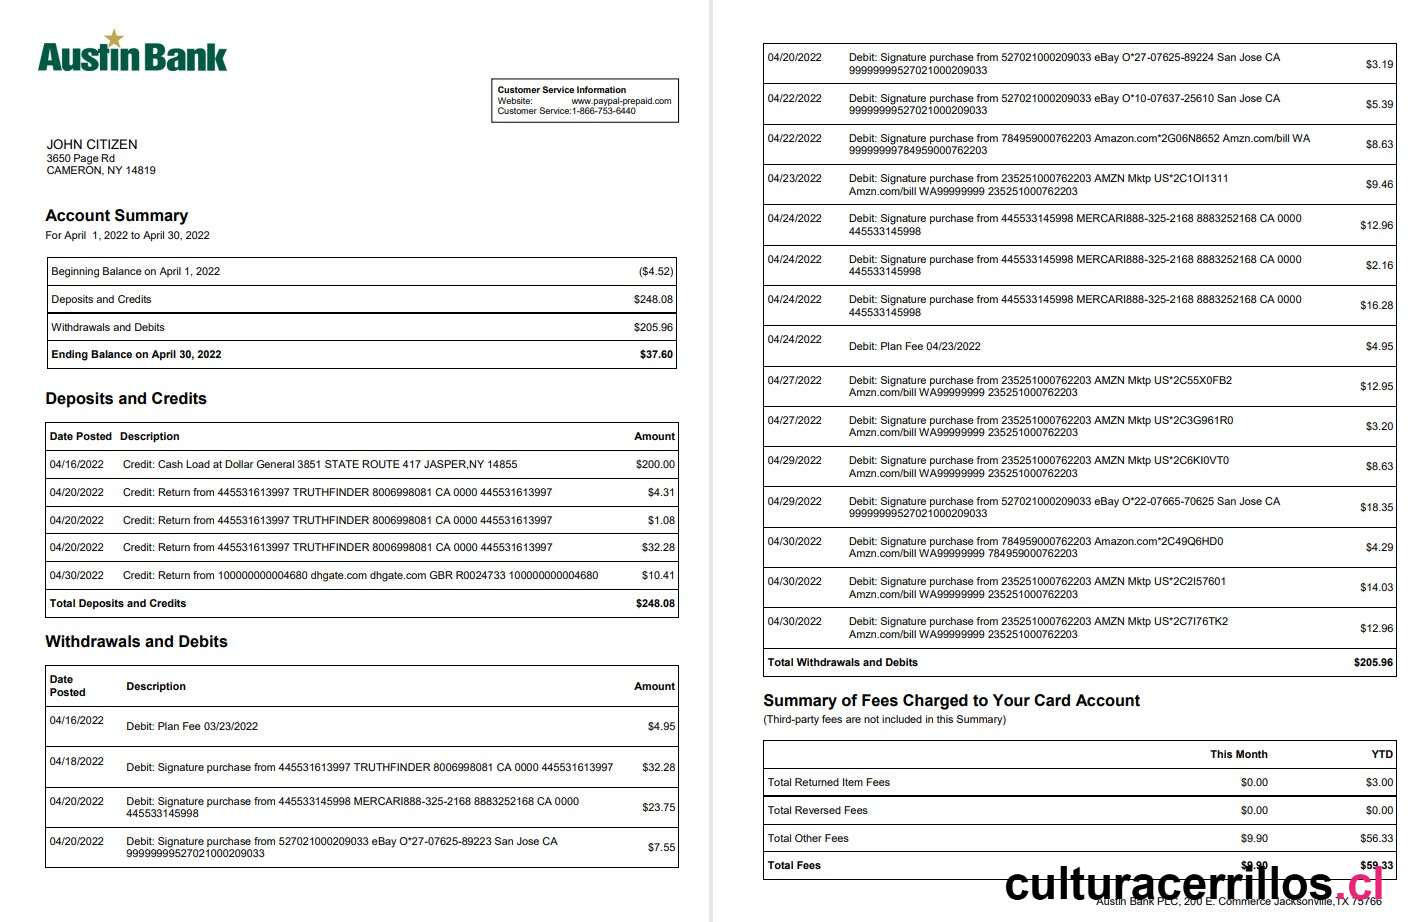 Austin Bank
Customer Service Information
Website: www.paypal-prepaid.com
Customer Service:1-866-753-6440
JOHN CITIZEN
3650 Page Rd
CAMERON, NY 14819
Account Summary
For April 1, 2022 to April 30, 2022
Beginning Balance on April 1, 2022 ($4.52)
Deposits and Credits $248.08
Withdrawals and Debits $205.96
Ending Balance on April 30, 2022 $37.60
Deposits and Credits
Date Posted Description Amount
04/16/2022 Credit: Cash Load at Dollar General 3851 STATE ROUTE 417 JASPER,NY 14855 $200.00
04/20/2022 Credit: Return from 445531613997 TRUTHFINDER 8006998081 CA 0000 445531613997 $4.31
04/20/2022 Credit: Return from 445531613997 TRUTHFINDER 8006998081 CA 0000 445531613997 $1.08
04/20/2022 Credit: Return from 445531613997 TRUTHFINDER 8006998081 CA 0000 445531613997 $32.28
04/30/2022 Credit: Return from 100000000004680 dhgate.com dhgate.com GBR R0024733 100000000004680 $10.41
Total Deposits and Credits $248.08
Withdrawals and Debits
Date
Posted Description Amount
04/16/2022 Debit: Plan Fee 03/23/2022 $4.95
04/18/2022 Debit: Signature purchase from 445531613997 TRUTHFINDER 8006998081 CA 0000 445531613997 $32.28
04/20/2022 Debit: Signature purchase from 445533145998 MERCARI888-325-2168 8883252168 CA 0000
445533145998 $23.75
04/20/2022 Debit: Signature purchase from 527021000209033 eBay O*27-07625-89223 San Jose CA
99999999527021000209033 $7.55
04/20/2022 Debit: Signature purchase from 527021000209033 eBay O*27-07625-89224 San Jose CA
99999999527021000209033 $3.19
04/22/2022 Debit: Signature purchase from 527021000209033 eBay O*10-07637-25610 San Jose CA
99999999527021000209033 $5.39
04/22/2022 Debit: Signature purchase from 784959000762203 Amazon.com*2G06N8652 Amzn.com/bill WA
99999999784959000762203 $8.63
04/23/2022 Debit: Signature purchase from 235251000762203 AMZN Mktp US*2C1OI1311
Amzn.com/bill WA99999999 235251000762203 $9.46
04/24/2022 Debit: Signature purchase from 445533145998 MERCARI888-325-2168 8883252168 CA 0000
445533145998 $12.96
04/24/2022 Debit: Signature purchase from 445533145998 MERCARI888-325-2168 8883252168 CA 0000
445533145998 $2.16
04/24/2022 Debit: Signature purchase from 445533145998 MERCARI888-325-2168 8883252168 CA 0000
445533145998 $16.28
04/24/2022 Debit: Plan Fee 04/23/2022 $4.95
04/27/2022 Debit: Signature purchase from 235251000762203 AMZN Mktp US*2C55X0FB2
Amzn.com/bill WA99999999 235251000762203 $12.95
04/27/2022 Debit: Signature purchase from 235251000762203 AMZN Mktp US*2C3G961R0
Amzn.com/bill WA99999999 235251000762203 $3.20
04/29/2022 Debit: Signature purchase from 235251000762203 AMZN Mktp US*2C6KI0VT0
Amzn.com/bill WA99999999 235251000762203 $8.63
04/29/2022 Debit: Signature purchase from 527021000209033 eBay O*22-07665-70625 San Jose CA
99999999527021000209033 $18.35
04/30/2022 Debit: Signature purchase from 784959000762203 Amazon.com*2C49Q6HD0
Amzn.com/bill WA99999999 784959000762203 $4.29
04/30/2022 Debit: Signature purchase from 235251000762203 AMZN Mktp US*2C2I57601
Amzn.com/bill WA99999999 235251000762203 $14.03
04/30/2022 Debit: Signature purchase from 235251000762203 AMZN Mktp US*2C7I76TK2
Amzn.com/bill WA99999999 235251000762203 $12.96
Total Withdrawals and Debits $205.96
Summary of Fees Charged to Your Card Account
(Third-party fees are not included in this Summary)
This Month YTD
Total Returned Item Fees $0.00 $3.00
Total Reversed Fees $0.00 $0.00
Total Other Fees $9.90 $56.33
Total Fees $9.90 $59.33
culturacerrillos.cl
Austin Bank PLC, 200 E. Commerce Jacksonville,TX 75766